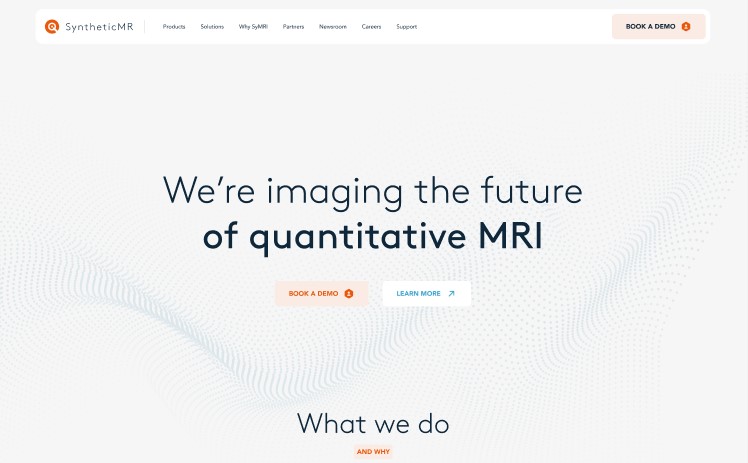 SyntheticMR
Products Solutions Why SyMRI Partners Newsroom Careers Support
BOOK A DEMO
We're imaging the future
of quantitative MRI
BOOK A DEMO
LEARN MORE
What we do
AND WHY